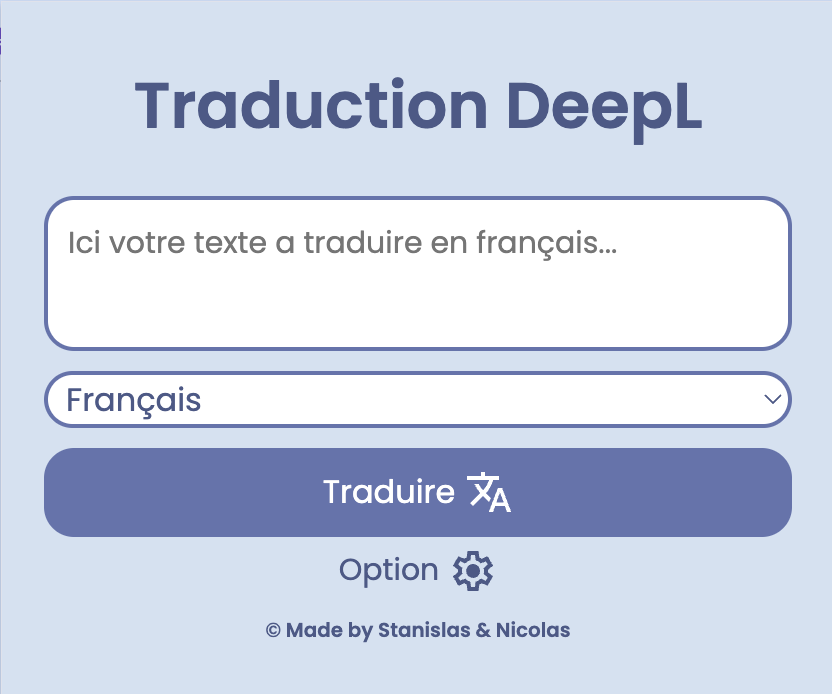 Traduction DeepL
Ici votre texte a traduire en français...
Français
Traduire
Option
© Made by Stanislas & Nicolas